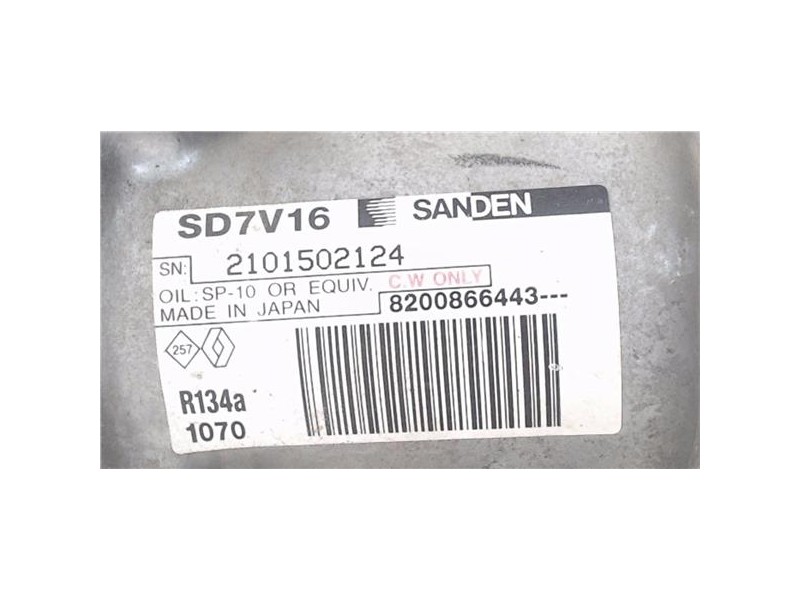 SD7V16 SANDEN
SN: 2101502124
OIL: SP-10 OR EQUIV. C.W ONLY
MADE IN JAPAN 8200866443---
257
R134a
1070